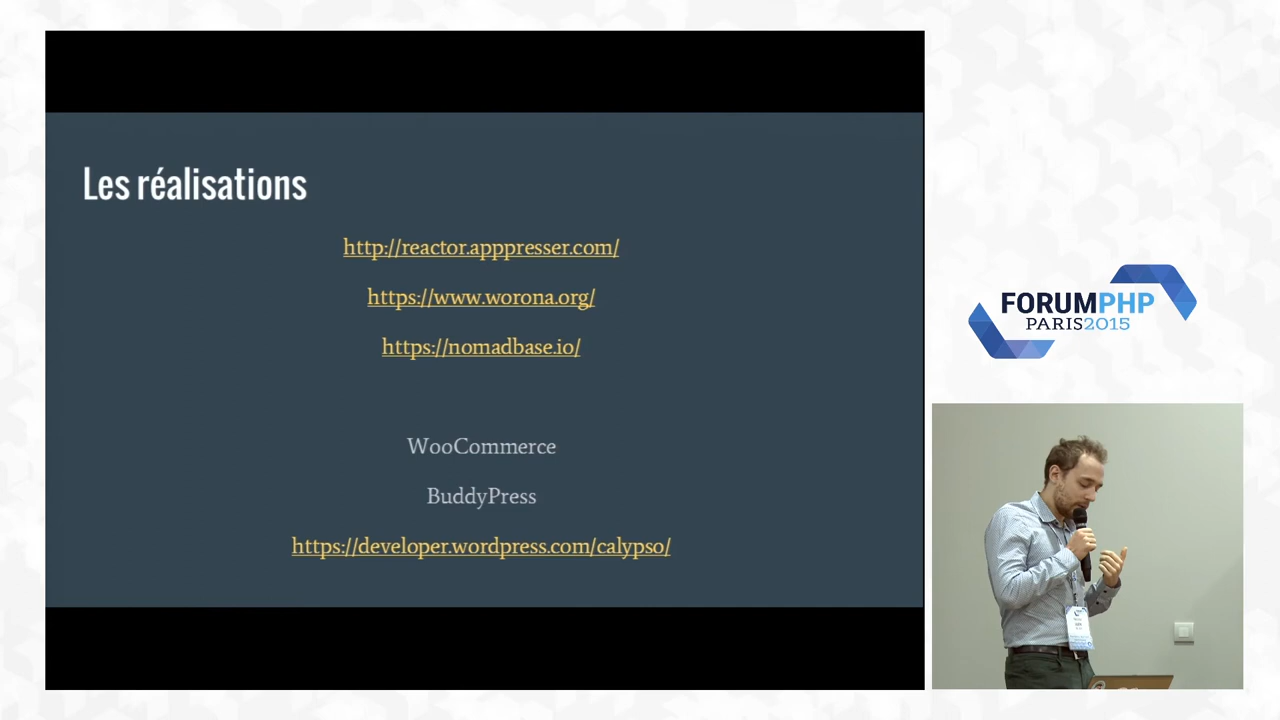 Les réalisations
http://reactor.apppresser.com/
https://www.worona.org/
https://nomadbase.io/
WooCommerce
BuddyPress
https://developer.wordpress.com/calypso/
FORUMPHP
PARIS2015